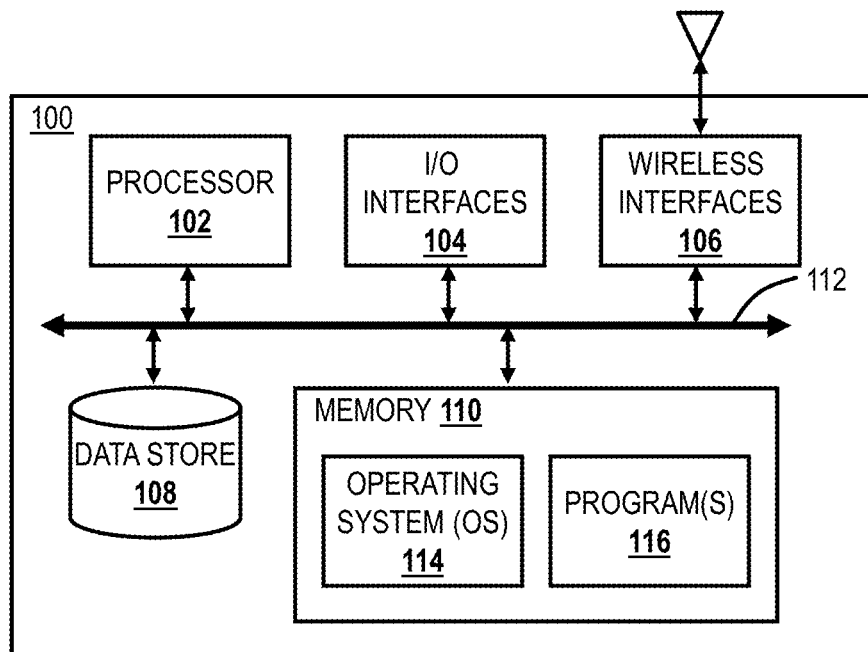 100
PROCESSOR
102
I/O
INTERFACES
104
WIRELESS
INTERFACES
106
112
DATA STORE
108
MEMORY 110
OPERATING
SYSTEM (OS)
114
PROGRAM(S)
116